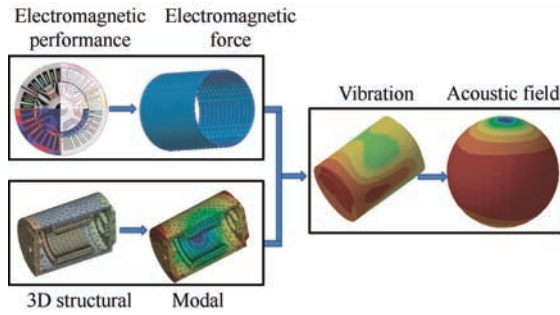 Electromagnetic
performance
Electromagnetic
force
Vibration
Acoustic field
3D structural
Modal